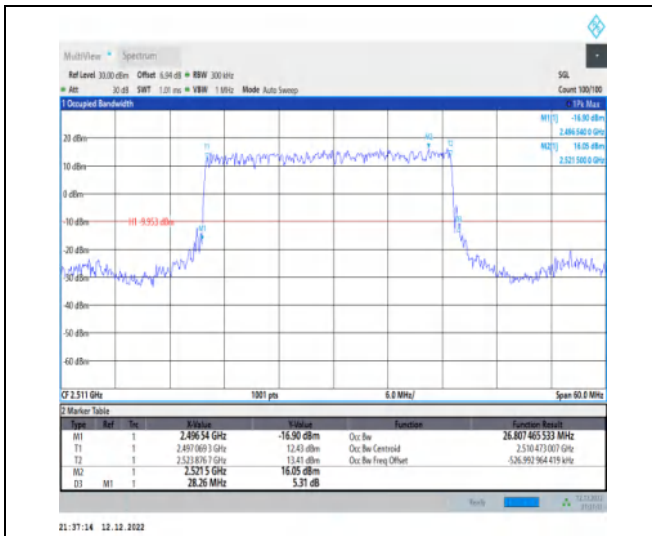 MultiView Spectrum
Ref Level 30.00 dBm Offset 6.94 dB RBW 300 kHz SGL
Att 30 dB SWT 1.01 ms VBW 1 MHz Mode Auto Sweep Count 100/100
1 Occupied Bandwidth 1Pk Max
M1[1] -16.90 dBm
2.496 540 0 GHz
20 dBm M2[1] 16.05 dBm
2.521 500 0 GHz
T1 M2 T2
10 dBm
0 dBm
-10 dBm H1 -9.953 dBm D3
M1
-20 dBm
-30 dBm
-40 dBm
-50 dBm
-60 dBm
CF 2.511 GHz 1001 pts 6.0 MHz/ Span 60.0 MHz
2 Marker Table
Type Ref Trc X-Value Y-Value Function Function Result
M1 1 2.496 54 GHz -16.90 dBm Occ Bw 26.807 465 533 MHz
T1 1 2.497 069 3 GHz 12.43 dBm Occ Bw Centroid 2.510 473 007 GHz
T2 1 2.523 876 7 GHz 13.41 dBm Occ Bw Freq Offset -526.992 964 419 kHz
M2 1 2.521 5 GHz 16.05 dBm
D3 M1 1 28.26 MHz 5.31 dB
Ready 12.12.2022
21:37:14 12.12.2022